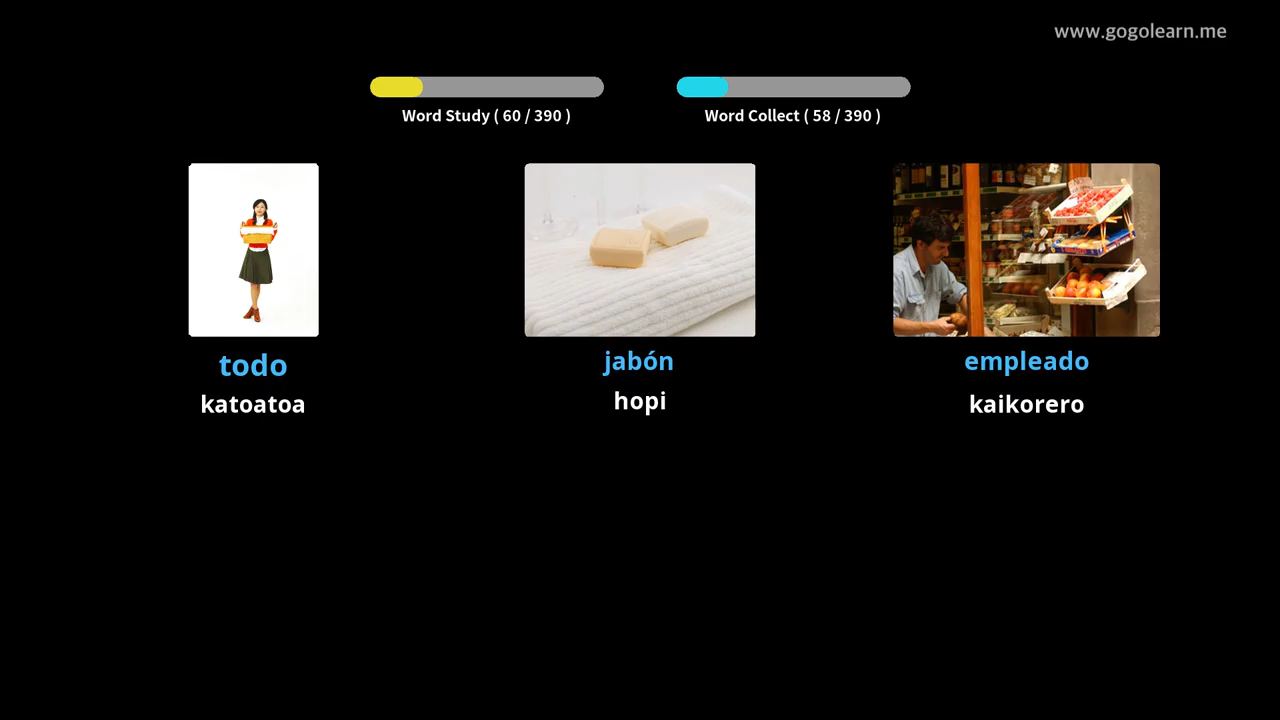 www.gogolearn.me
Word Study ( 60 / 390 )
Word Collect ( 58 / 390 )
todo
katoatoa
jabón
hopi
empleado
kaikorero